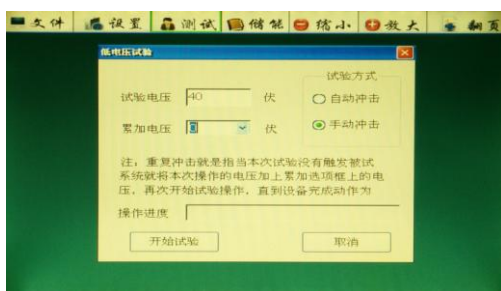 文件 设置 测试 储能 缩小 放大 翻页
低电压试验
试验方式
试验电压 40 伏
自动冲击
累加电压 0 伏
手动冲击
注：重复冲击就是指当本次试验没有触发被试
系统就将本次操作的电压加上累加选项框上的电
压，再次开始试验操作，直到设备完成动作为
操作进度
开始试验 取消